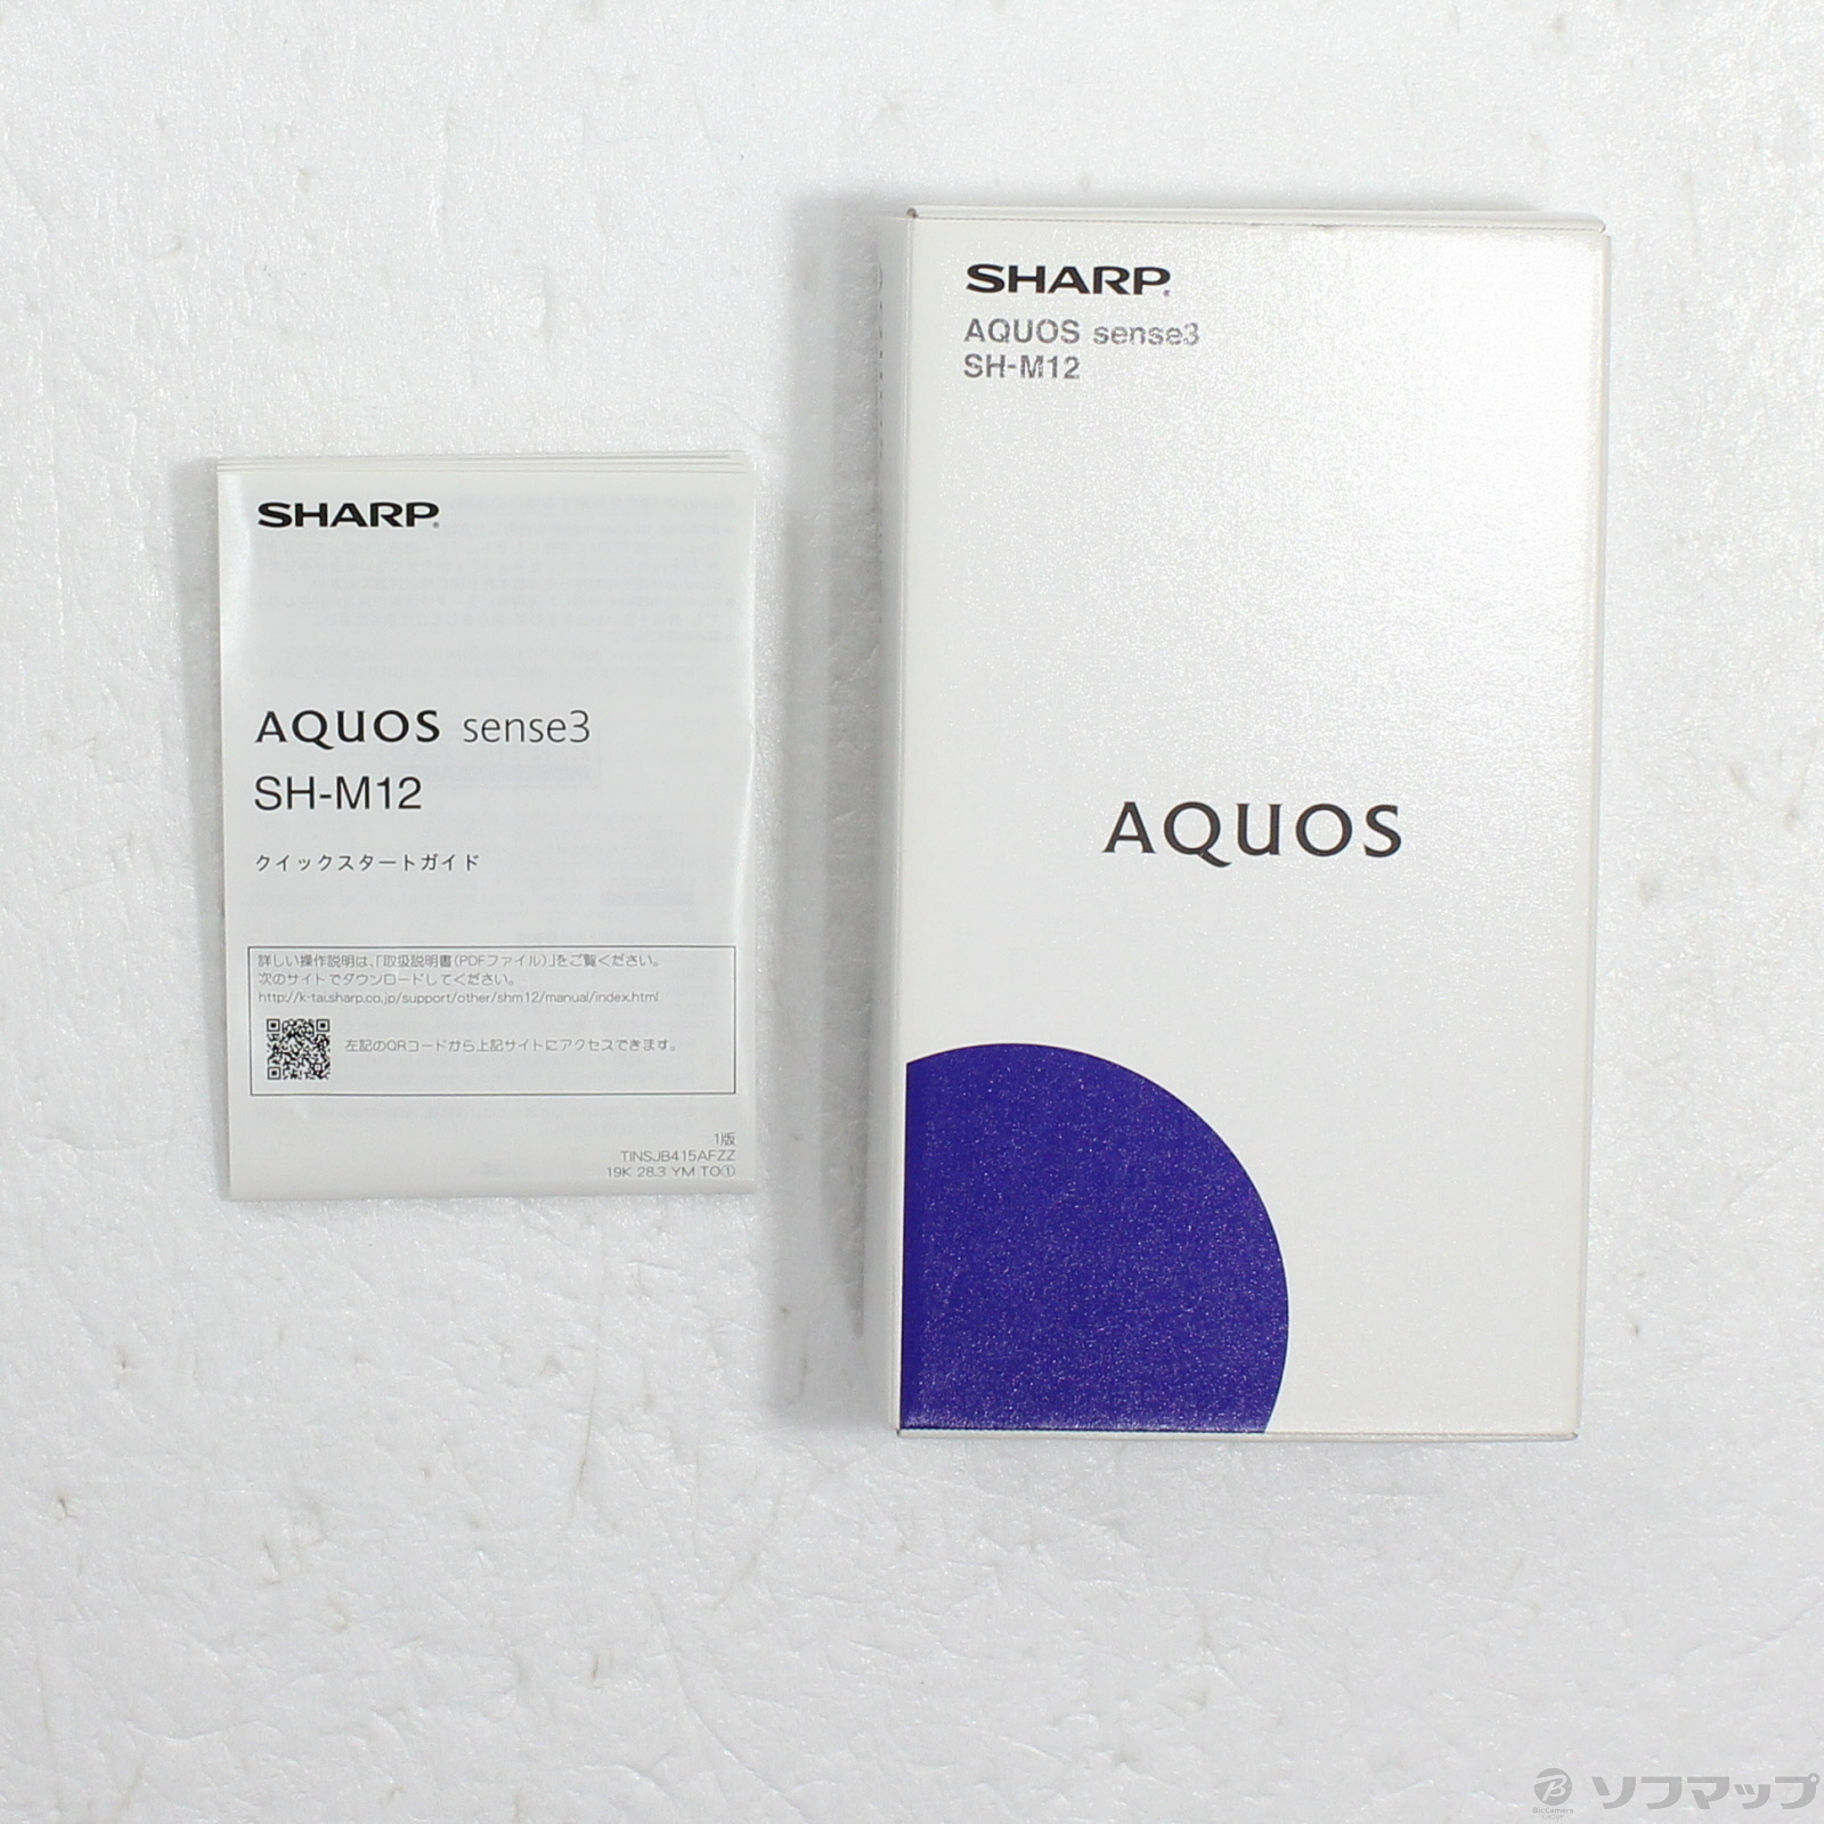 SHARP
AQUOS sense3
SH-M12
クイックスタートガイド
詳しい操作説明は、「取扱説明書(PDFファイル)」をご覧ください。
次のサイトでダウンロードしてください。
http://k-tai.sharp.co.jp/support/other/shm12/manual/index.html
左記のQRコードから上記サイトにアクセスできます。
1版
TINSJB415AFZZ
19K 28.3 YM TO①
SHARP
AQUOS sense3
SH-M12
AQUOS
BicCamera
GROUP
ソフマップ